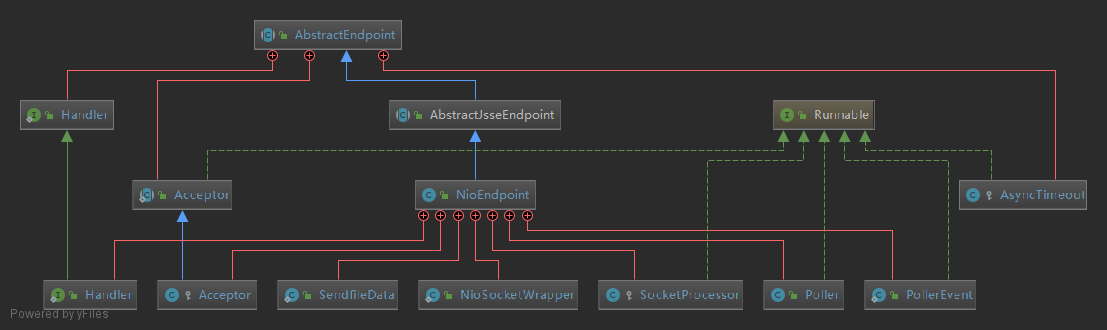 AbstractEndpoint
Handler
AbstractJsseEndpoint
Runnable
Acceptor
NioEndpoint
AsyncTimeout
Handler
Acceptor
SendfileData
NioSocketWrapper
SocketProcessor
Poller
PollerEvent
Powered by yFiles